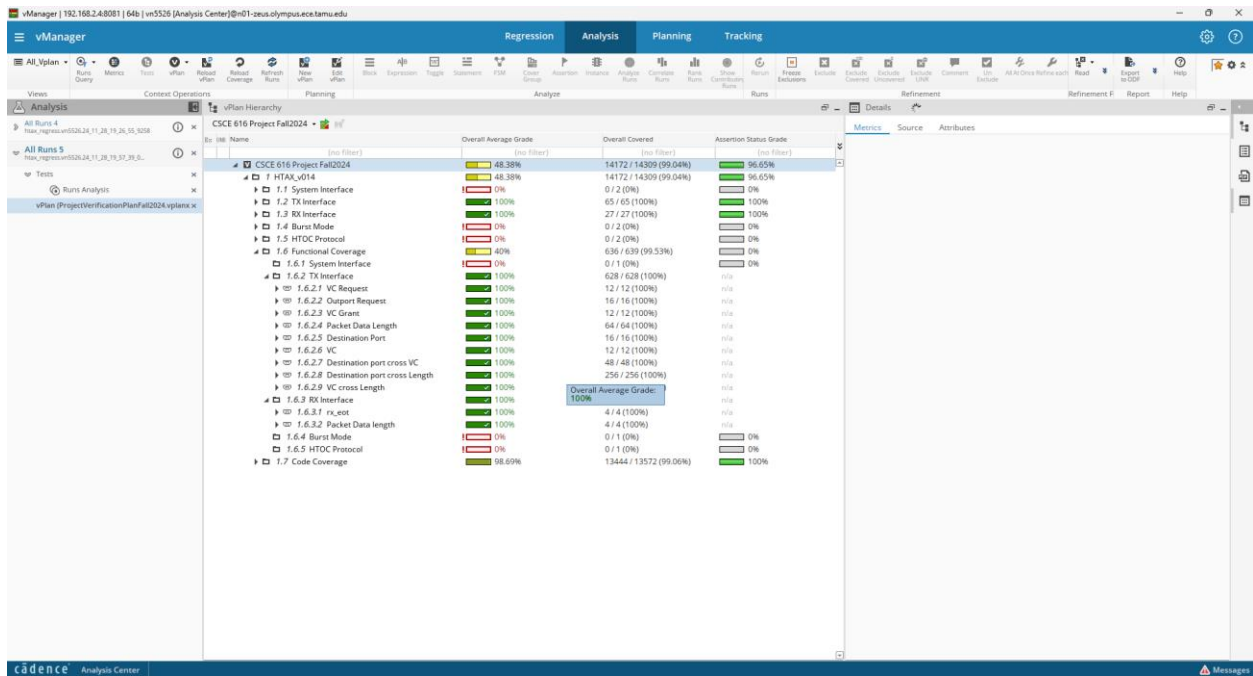 vManager | 192.168.2.4:8081 | 64b | vn5526 [Analysis Center]@n01-zeus.olympus.ece.tamu.edu
vManager Regression Analysis Planning Tracking
All_Vplan
Runs Query Metrics Tests vPlan Reload vPlan Reload Coverage Refresh Runs New vPlan Edit vPlan Block Expression Toggle Statement FSM Cover Group Assertion Instance Analyze Runs Correlate Runs Rank Runs Show Contributors Runs Rerun Freeze Exclusions Exclude Exclude Covered Exclude Uncovered Exclude UNR Comment Un Exclude All At Once Refine each Read Export to ODF Help
Views Context Operations Planning Analyze Runs Refinement Refinement F Report Help
Analysis vPlan Hierarchy Details
All Runs 4
CSCE 616 Project Fall2024
Metrics Source Attributes
Name Overall Average Grade Overall Covered Assertion Status Grade
All Runs 5
(no filter) (no filter) (no filter) (no filter)
Tests
Runs Analysis
vPlan (ProjectVerificationPlanFall2024.vplanx
CSCE 616 Project Fall2024 48.38% 14172 / 14309 (99.04%) 96.65%
1 HTAX_v014 48.38% 14172 / 14309 (99.04%) 96.65%
1.1 System Interface 0% 0 / 2 (0%) 0%
1.2 TX Interface 100% 65 / 65 (100%) 100%
1.3 RX Interface 100% 27 / 27 (100%) 100%
1.4 Burst Mode 0% 0 / 2 (0%) 0%
1.5 HTOC Protocol 0% 0 / 2 (0%) 0%
1.6 Functional Coverage 40% 636 / 639 (99.53%) 0%
1.6.1 System Interface 0% 0 / 1 (0%) 0%
1.6.2 TX Interface 100% 628 / 628 (100%) n/a
1.6.2.1 VC Request 100% 12 / 12 (100%) n/a
1.6.2.2 Outport Request 100% 16 / 16 (100%) n/a
1.6.2.3 VC Grant 100% 12 / 12 (100%) n/a
1.6.2.4 Packet Data Length 100% 64 / 64 (100%) n/a
1.6.2.5 Destination Port 100% 16 / 16 (100%) n/a
1.6.2.6 VC 100% 12 / 12 (100%) n/a
1.6.2.7 Destination port cross VC 100% 48 / 48 (100%) n/a
1.6.2.8 Destination port cross Length 100% 256 / 256 (100%) n/a
1.6.2.9 VC cross Length 100% n/a
Overall Average Grade:
100%
1.6.3 RX Interface 100% n/a
1.6.3.1 rx_eot 100% 4 / 4 (100%) n/a
1.6.3.2 Packet Data length 100% 4 / 4 (100%) n/a
1.6.4 Burst Mode 0% 0 / 1 (0%) 0%
1.6.5 HTOC Protocol 0% 0 / 1 (0%) 0%
1.7 Code Coverage 98.69% 13444 / 13572 (99.06%) 100%
cādence Analysis Center Messages